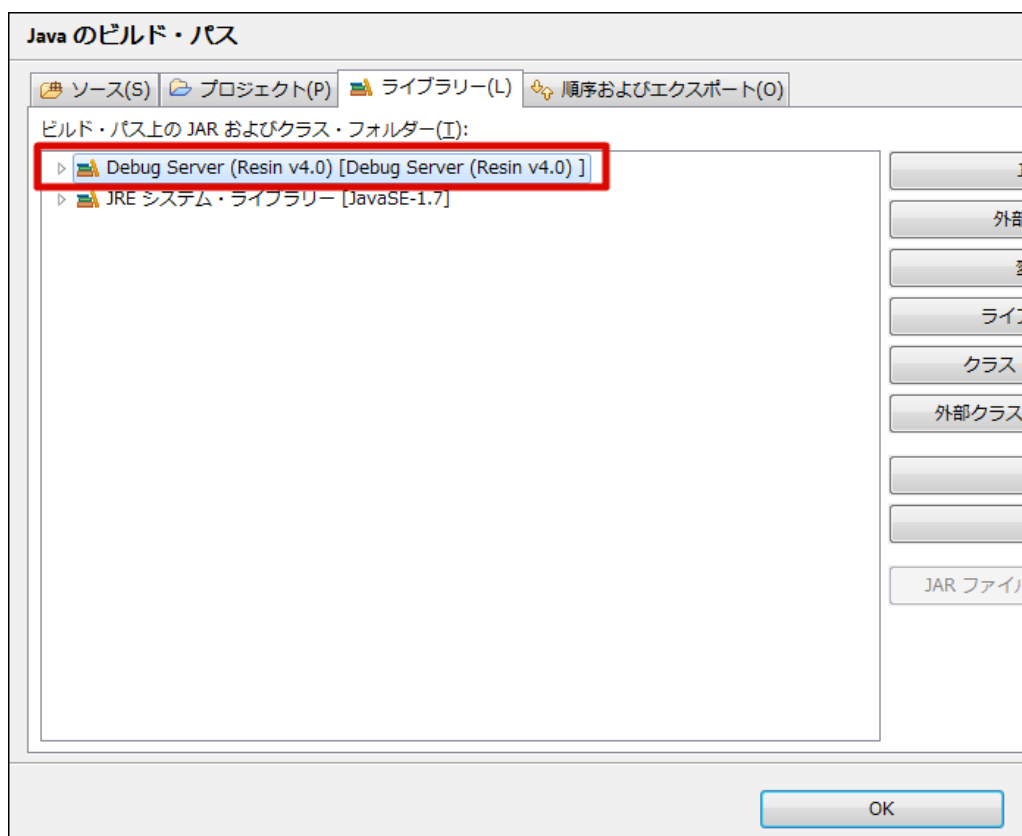 Java のビルド・パス
ソース(S) プロジェクト(P) ライブラリー(L) 順序およびエクスポート(O)
ビルド・パス上の JAR およびクラス・フォルダー(T):
Debug Server (Resin v4.0) [Debug Server (Resin v4.0) ]
JRE システム・ライブラリー [JavaSE-1.7]
外部
ライブ
クラス
外部クラス
JAR ファイル
OK